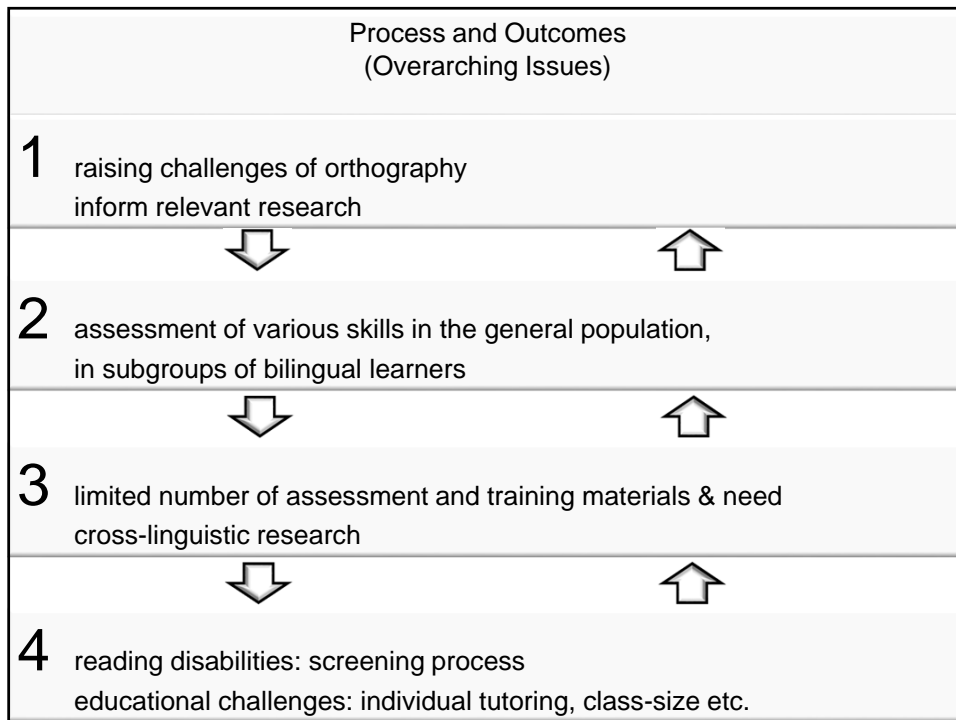 Process and Outcomes
(Overarching Issues)
1 raising challenges of orthography
inform relevant research
2 assessment of various skills in the general population,
in subgroups of bilingual learners
3 limited number of assessment and training materials & need
cross-linguistic research
4 reading disabilities: screening process
educational challenges: individual tutoring, class-size etc.